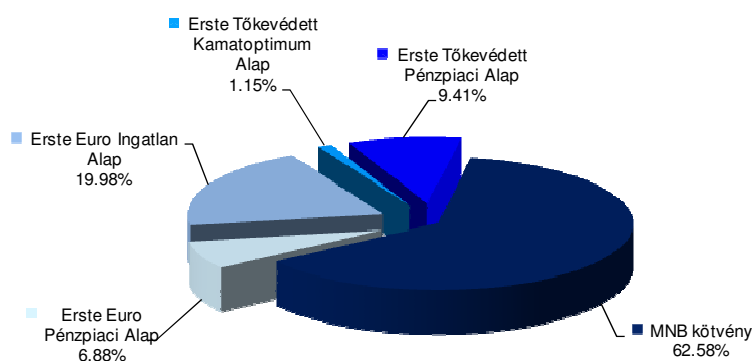 Erste Tőkevédett
Kamatoptimum
Alap
1.15%
Erste Tőkevédett
Pénzpiaci Alap
9.41%
Erste Euro Ingatlan
Alap
19.98%
Erste Euro
Pénzpiaci Alap
6.88%
MNB kötvény
62.58%